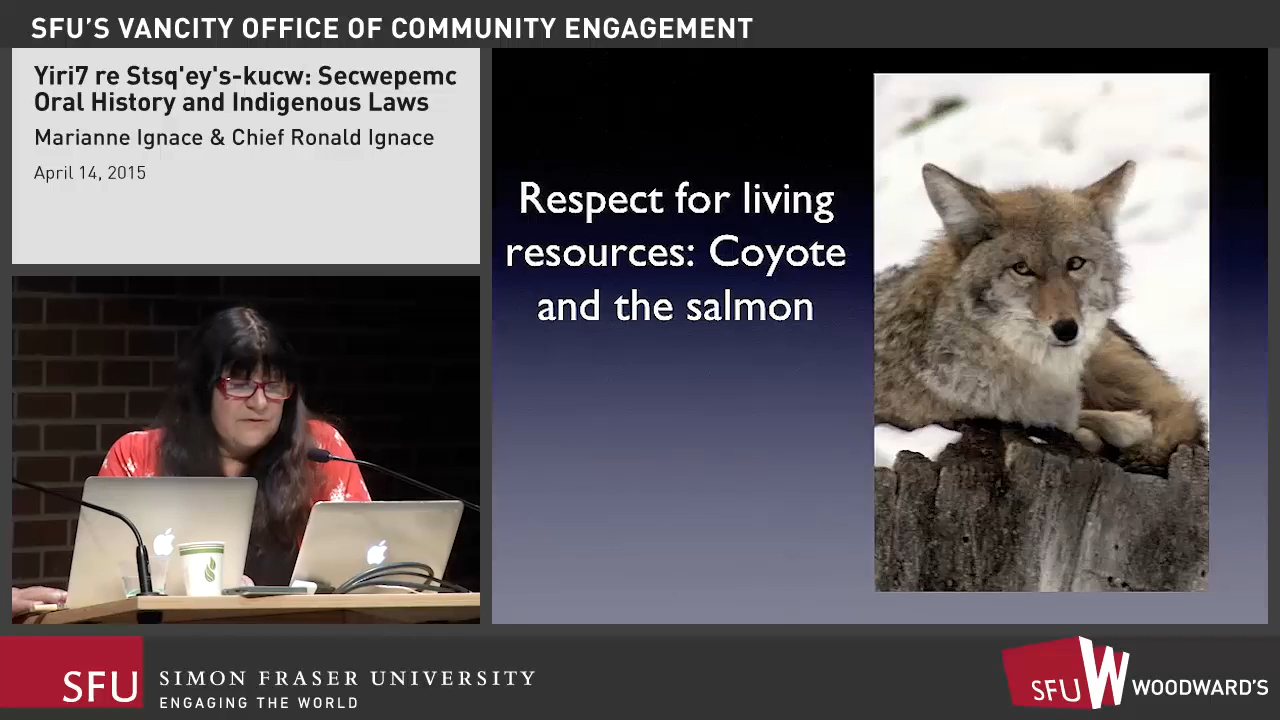 SFU'S VANCITY OFFICE OF COMMUNITY ENGAGEMENT
Yiri7 re Stsq'ey's-kucw: Secwepemc
Oral History and Indigenous Laws
Marianne Ignace & Chief Ronald Ignace
April 14, 2015
Respect for living
resources: Coyote
and the salmon
SFU
SIMON FRASER UNIVERSITY
ENGAGING THE WORLD
SFU W WOODWARD'S